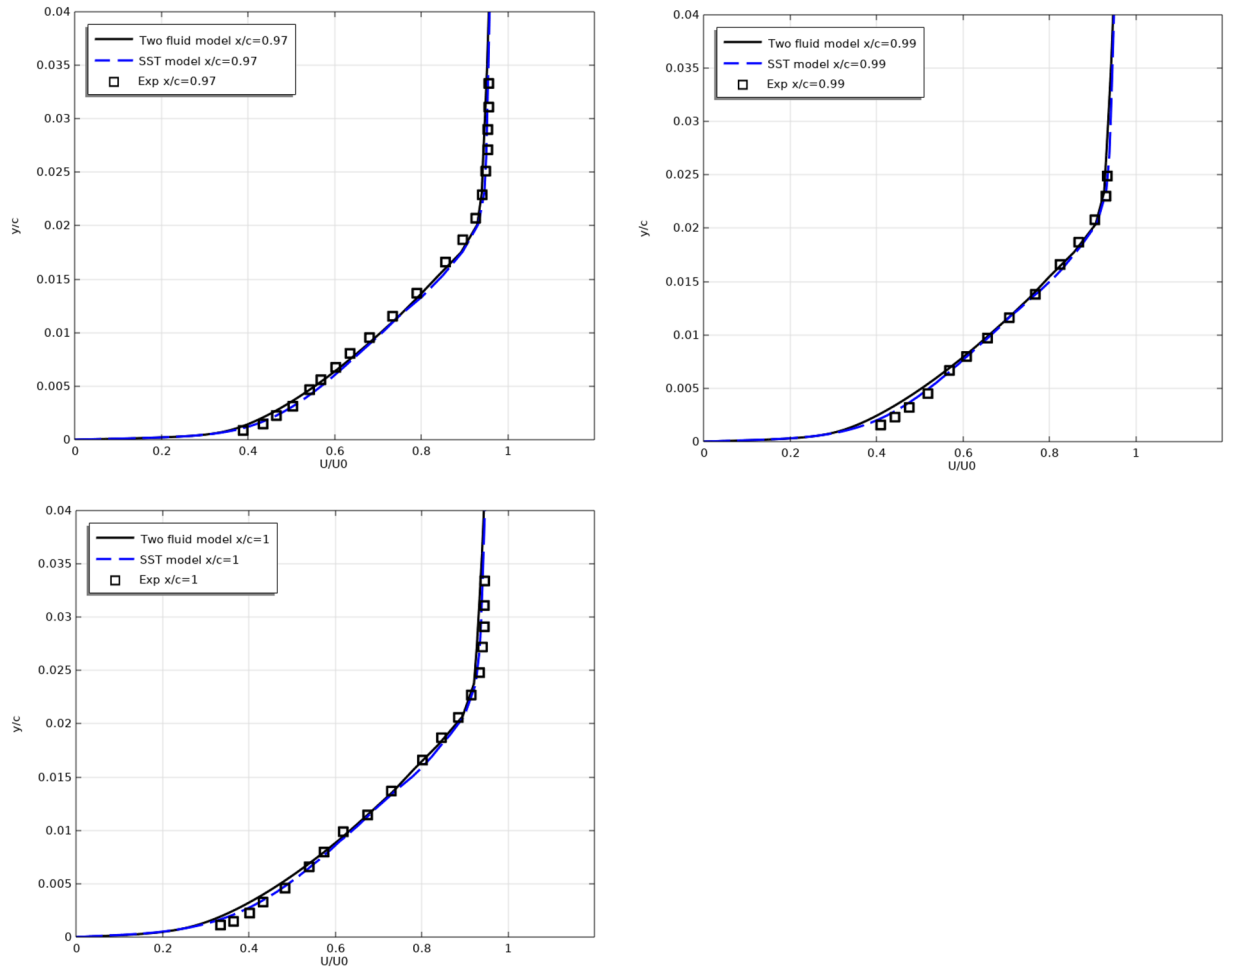 0.04
0.035
0.03
0.025
0.02
0.015
0.01
0.005
0
y/c
Two fluid model x/c=0.97
SST model x/c=0.97
Exp x/c=0.97
0 0.2 0.4 0.6 0.8 1
U/U0
0.04
0.035
0.03
0.025
0.02
0.015
0.01
0.005
0
y/c
Two fluid model x/c=0.99
SST model x/c=0.99
Exp x/c=0.99
0 0.2 0.4 0.6 0.8 1
U/U0
0.04
0.035
0.03
0.025
0.02
0.015
0.01
0.005
0
y/c
Two fluid model x/c=1
SST model x/c=1
Exp x/c=1
0 0.2 0.4 0.6 0.8 1
U/U0